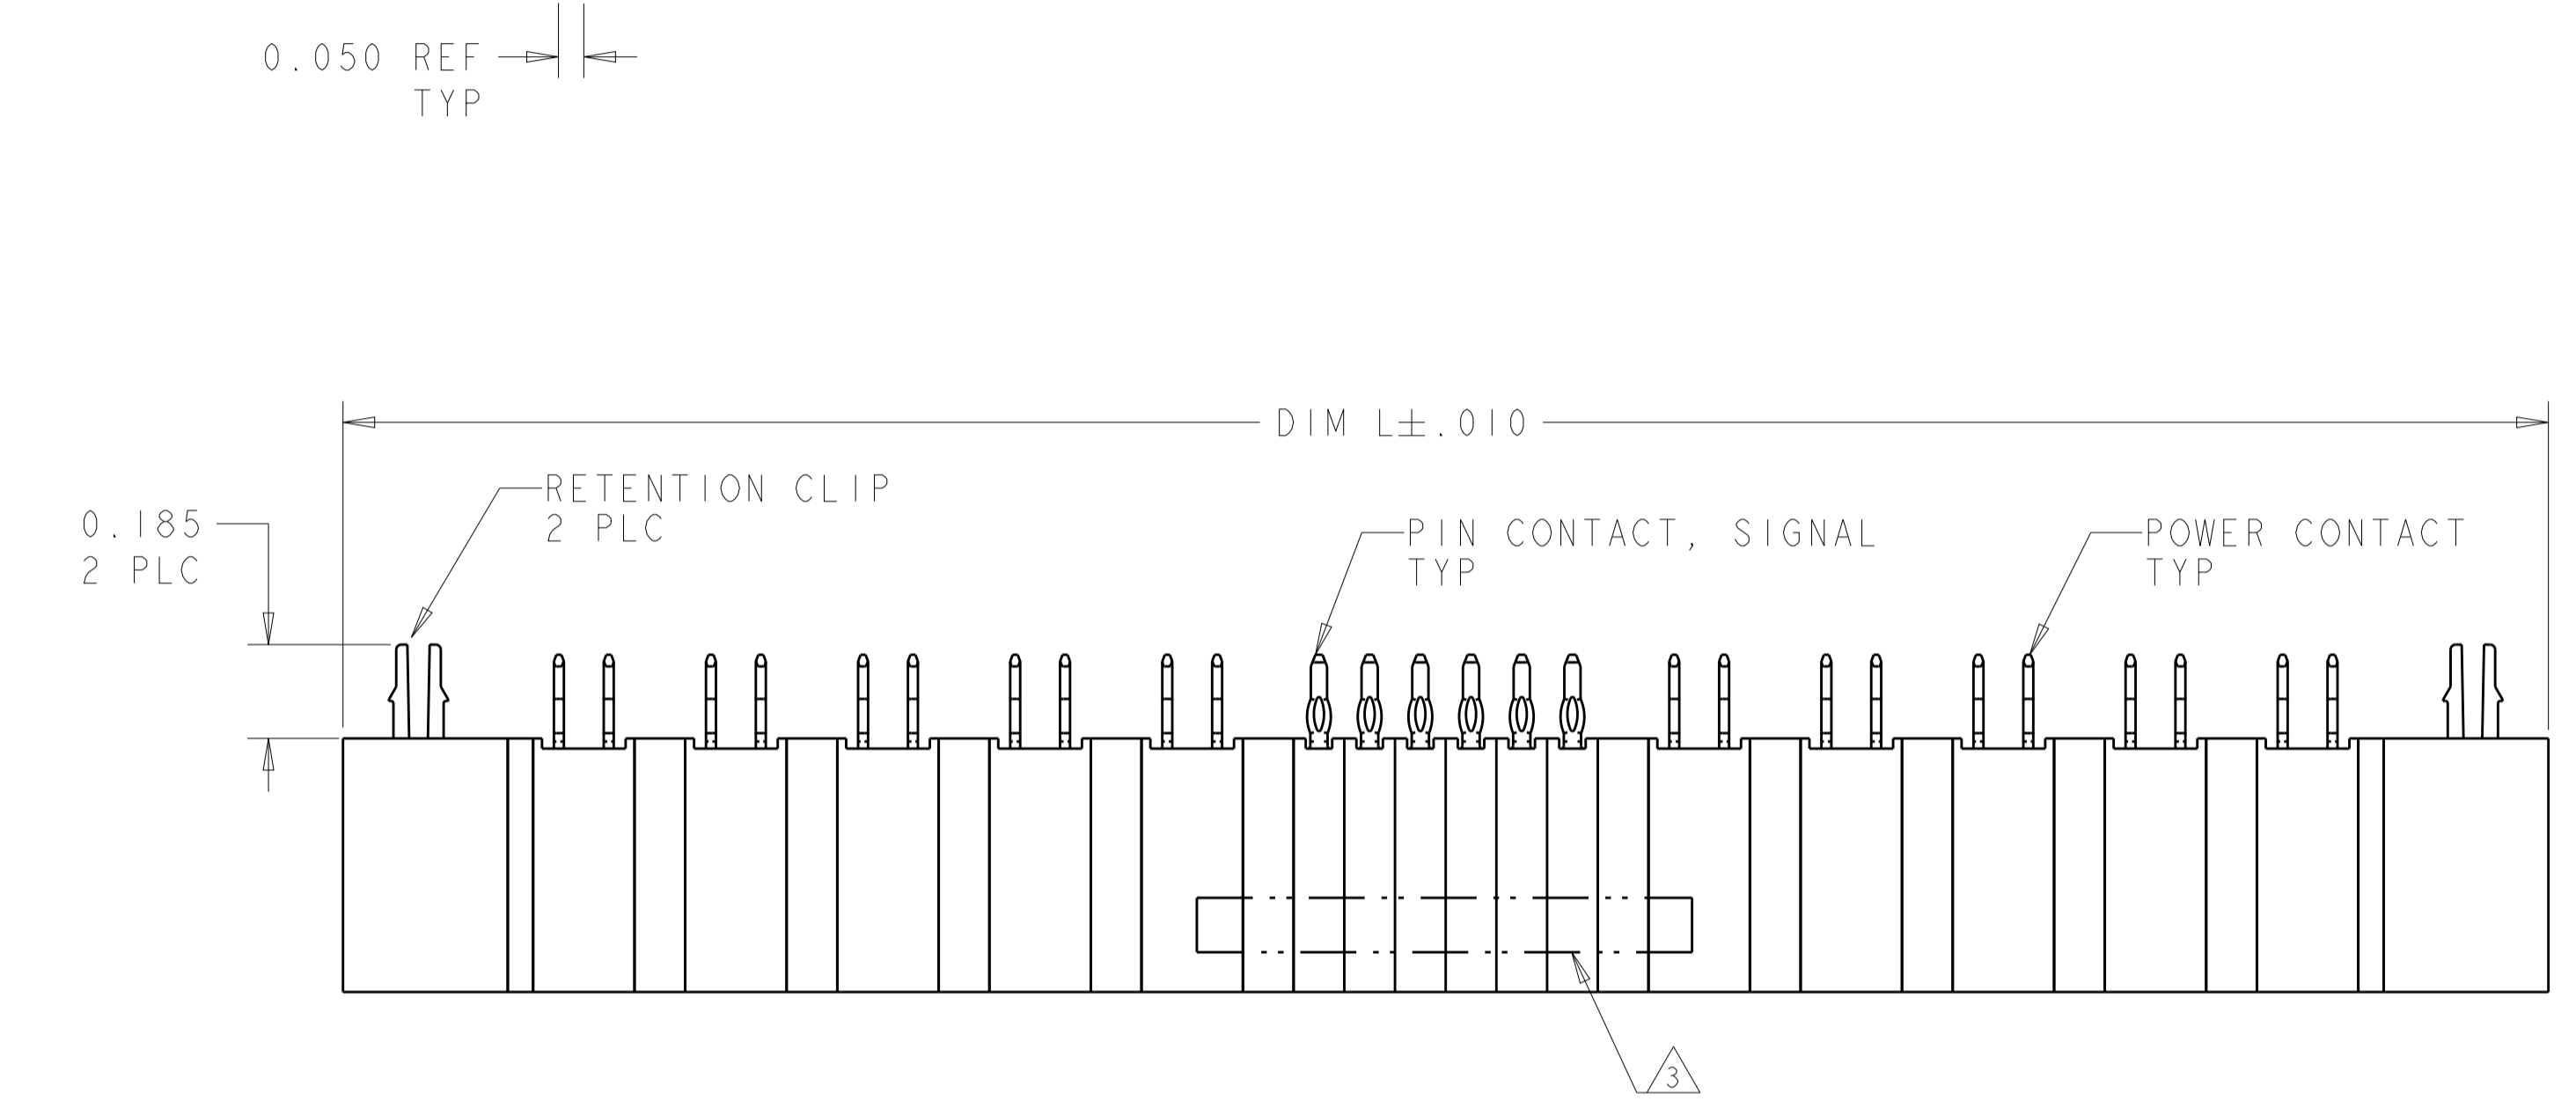 0.050 REF
TYP
DIM L±.010
RETENTION CLIP
2 PLC
0.185
2 PLC
PIN CONTACT, SIGNAL
TYP
POWER CONTACT
TYP
3